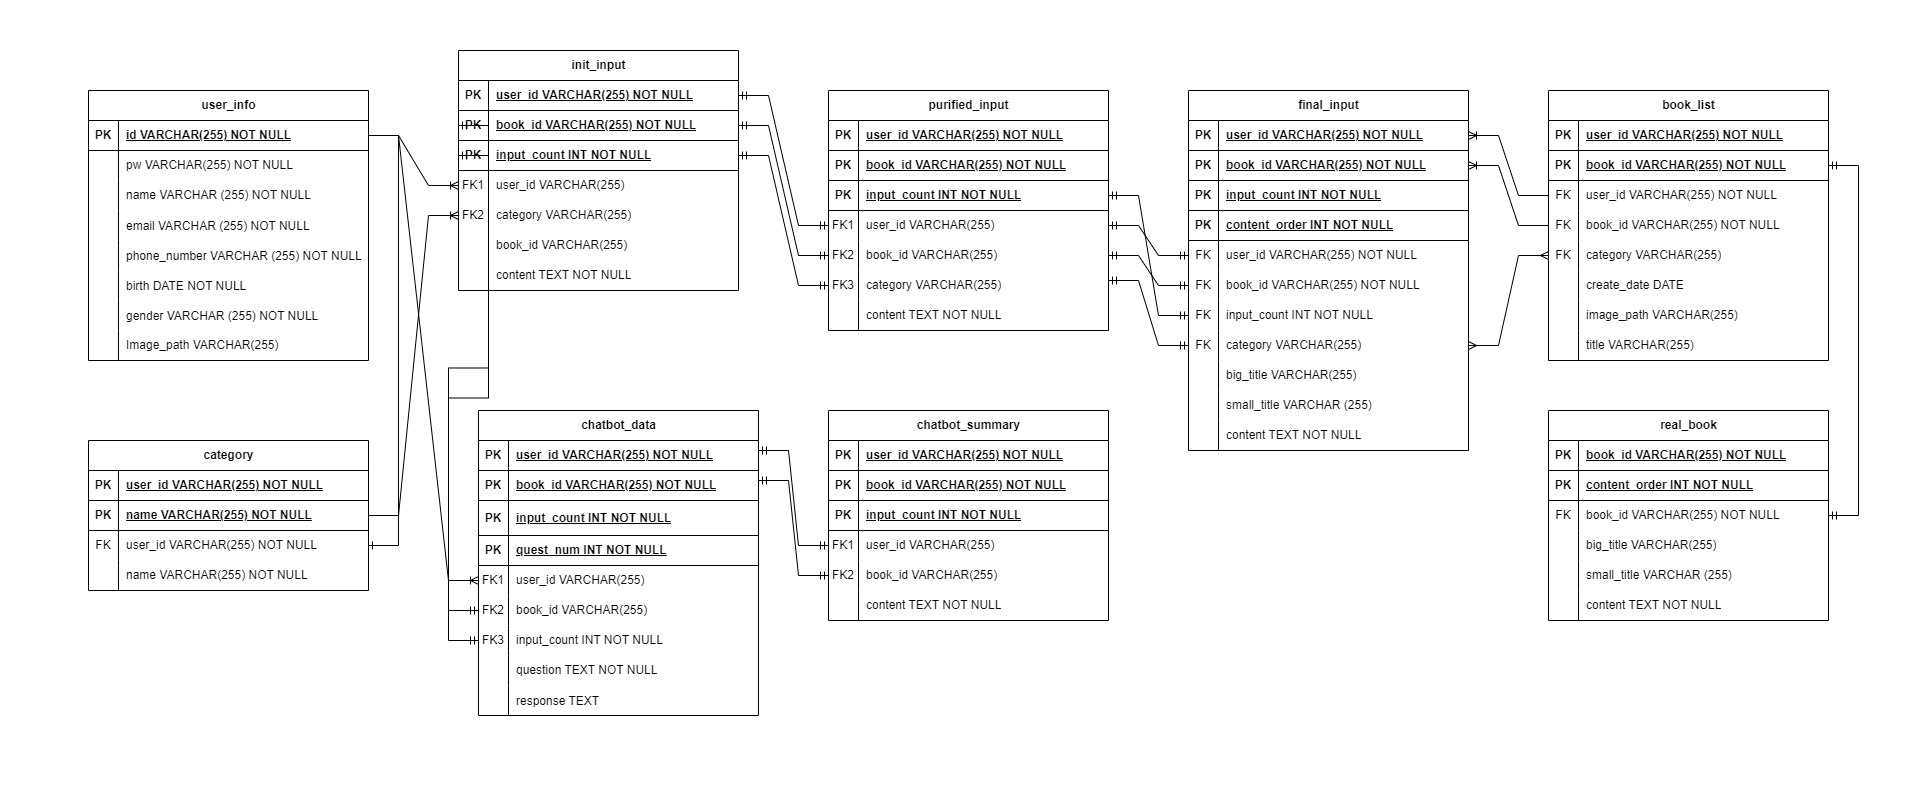 user_info
PK id VARCHAR(255) NOT NULL
pw VARCHAR(255) NOT NULL
name VARCHAR (255) NOT NULL
email VARCHAR (255) NOT NULL
phone_number VARCHAR (255) NOT NULL
birth DATE NOT NULL
gender VARCHAR (255) NOT NULL
Image_path VARCHAR(255)
category
PK user_id VARCHAR(255) NOT NULL
PK name VARCHAR(255) NOT NULL
FK user_id VARCHAR(255) NOT NULL
name VARCHAR(255) NOT NULL
init_input
PK user_id VARCHAR(255) NOT NULL
PK book_id VARCHAR(255) NOT NULL
PK input_count INT NOT NULL
FK1 user_id VARCHAR(255)
FK2 category VARCHAR(255)
book_id VARCHAR(255)
content TEXT NOT NULL
chatbot_data
PK user_id VARCHAR(255) NOT NULL
PK book_id VARCHAR(255) NOT NULL
PK input_count INT NOT NULL
PK quest_num INT NOT NULL
FK1 user_id VARCHAR(255)
FK2 book_id VARCHAR(255)
FK3 input_count INT NOT NULL
question TEXT NOT NULL
response TEXT
purified_input
PK user_id VARCHAR(255) NOT NULL
PK book_id VARCHAR(255) NOT NULL
PK input_count INT NOT NULL
FK1 user_id VARCHAR(255)
FK2 book_id VARCHAR(255)
FK3 category VARCHAR(255)
content TEXT NOT NULL
chatbot_summary
PK user_id VARCHAR(255) NOT NULL
PK book_id VARCHAR(255) NOT NULL
PK input_count INT NOT NULL
FK1 user_id VARCHAR(255)
FK2 book_id VARCHAR(255)
content TEXT NOT NULL
final_input
PK user_id VARCHAR(255) NOT NULL
PK book_id VARCHAR(255) NOT NULL
PK input_count INT NOT NULL
PK content_order INT NOT NULL
FK user_id VARCHAR(255) NOT NULL
FK book_id VARCHAR(255) NOT NULL
FK input_count INT NOT NULL
FK category VARCHAR(255)
big_title VARCHAR(255)
small_title VARCHAR (255)
content TEXT NOT NULL
book_list
PK user_id VARCHAR(255) NOT NULL
PK book_id VARCHAR(255) NOT NULL
FK user_id VARCHAR(255) NOT NULL
FK book_id VARCHAR(255) NOT NULL
FK category VARCHAR(255)
create_date DATE
image_path VARCHAR(255)
title VARCHAR(255)
real_book
PK book_id VARCHAR(255) NOT NULL
PK content_order INT NOT NULL
FK book_id VARCHAR(255) NOT NULL
big_title VARCHAR(255)
small_title VARCHAR (255)
content TEXT NOT NULL